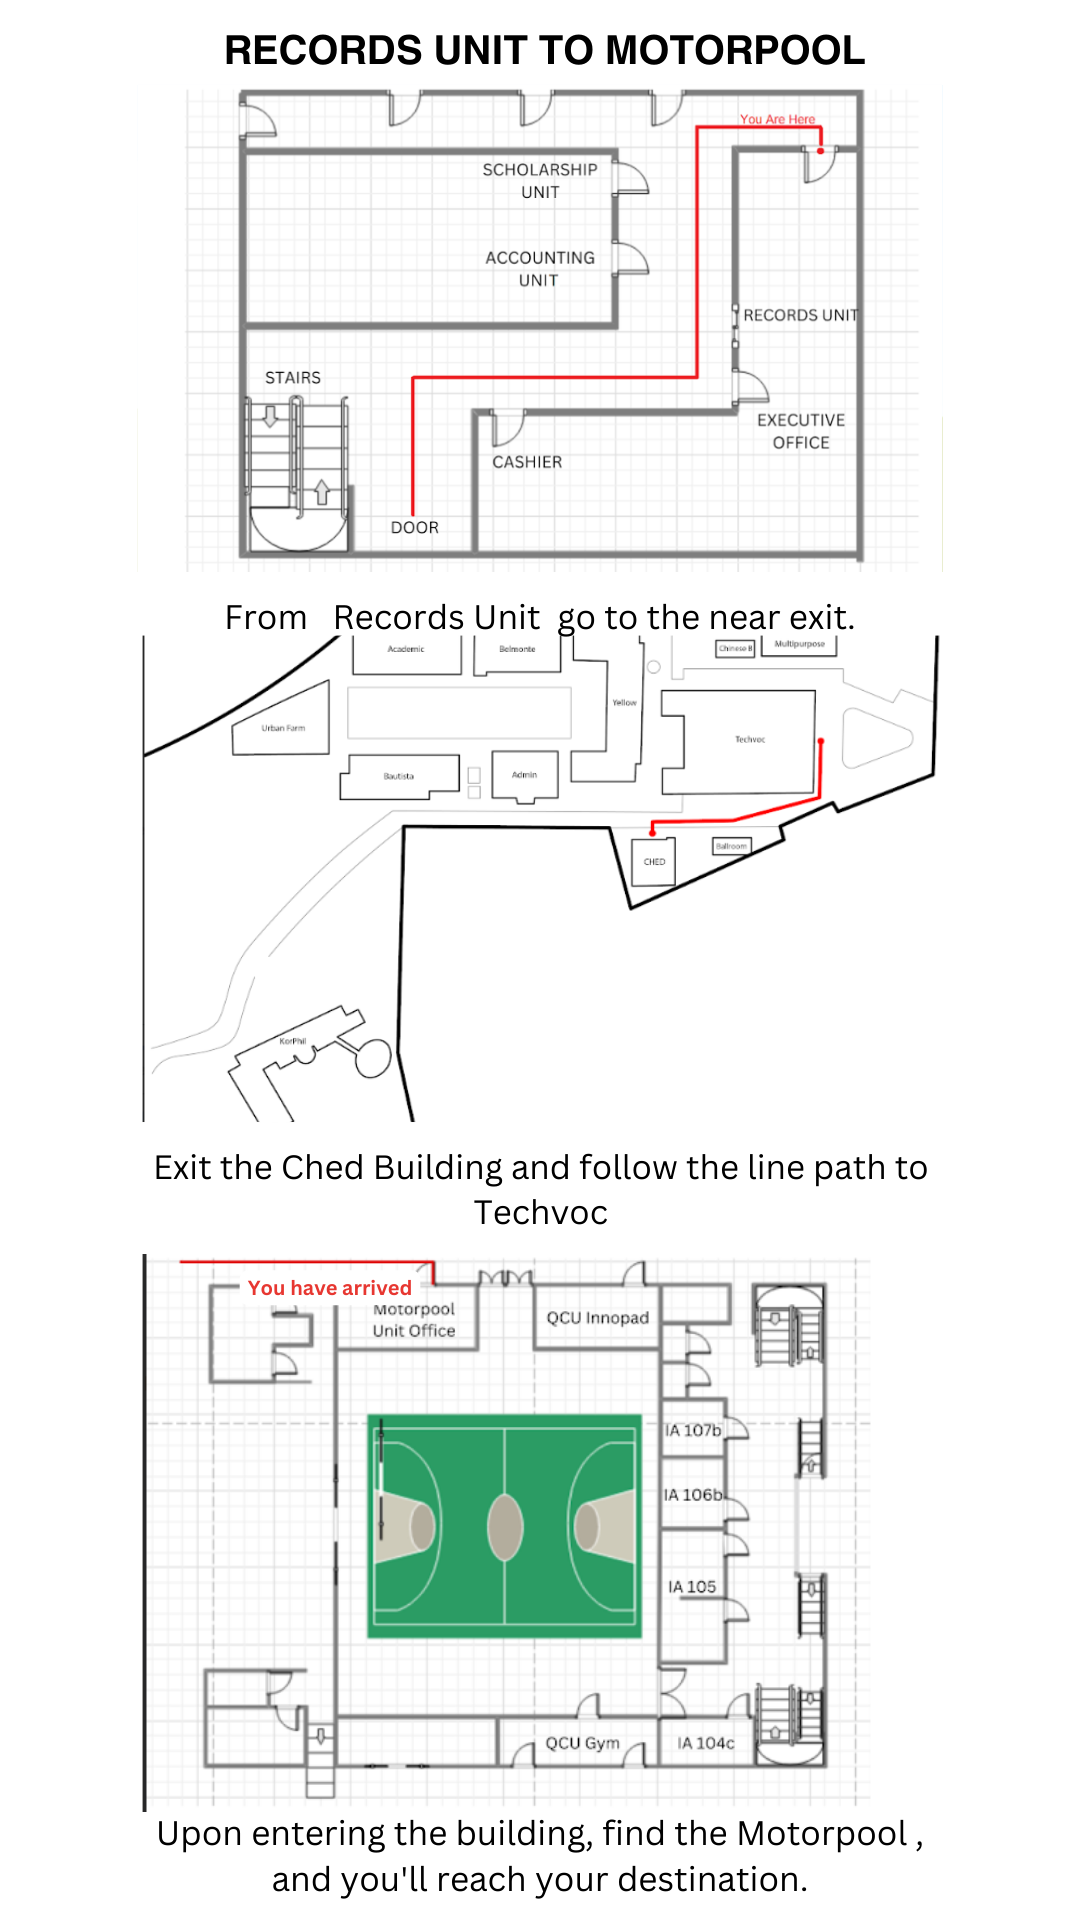 RECORDS UNIT TO MOTORPOOL
You Are Here
SCHOLARSHIP
UNIT
ACCOUNTING
UNIT
RECORDS UNIT
STAIRS
EXECUTIVE
OFFICE
CASHIER
DOOR
From Records Unit go to the near exit.
Academic
Belmonte
Chinese B
Multipurpose
Yellow
Urban Farm
Techvoc
Bautista
Admin
CHED
Ballroom
KorPhil
Exit the Ched Building and follow the line path to
Techvoc
You have arrived
Motorpool
Unit Office
QCU Innopad
IA 107b
IA 106b
IA 105
QCU Gym
IA 104c
Upon entering the building, find the Motorpool ,
and you'll reach your destination.